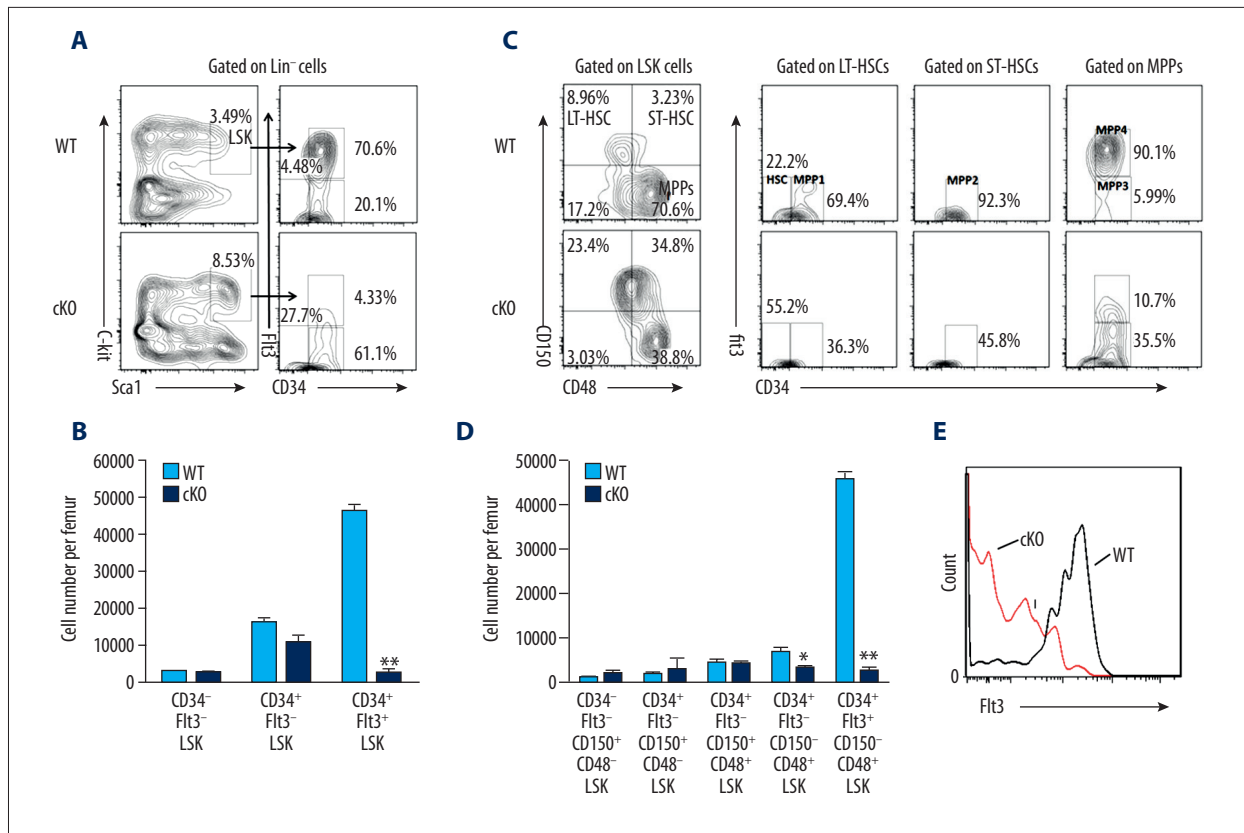 A
Gated on Lin– cells
WT
3.49%
LSK
4.48%
70.6%
20.1%
cKO
8.53%
27.7%
4.33%
61.1%
C-kit
Flt3
Sca1
CD34
C
Gated on LSK cells
Gated on LT-HSCs
Gated on ST-HSCs
Gated on MPPs
WT
8.96%
LT-HSC
3.23%
ST-HSC
MPPs
17.2%
70.6%
22.2%
HSC
MPP1
69.4%
MPP2
92.3%
MPP4
90.1%
MPP3
5.99%
cKO
23.4%
34.8%
3.03%
38.8%
55.2%
36.3%
45.8%
10.7%
35.5%
CD150
flt3
CD48
CD34
B
Cell number per femur
60000
50000
40000
30000
20000
10000
0
WT
cKO
**
CD34– CD34+ CD34+
Flt3– Flt3– Flt3+
LSK LSK LSK
D
Cell number per femur
50000
40000
30000
20000
10000
0
WT
cKO
*
**
CD34– CD34+ CD34+ CD34+ CD34+
Flt3– Flt3– Flt3– Flt3– Flt3+
CD150+ CD150+ CD150+ CD150– CD150–
CD48– CD48– CD48+ CD48+ CD48+
LSK LSK LSK LSK LSK
E
Count
cKO
WT
0
Flt3